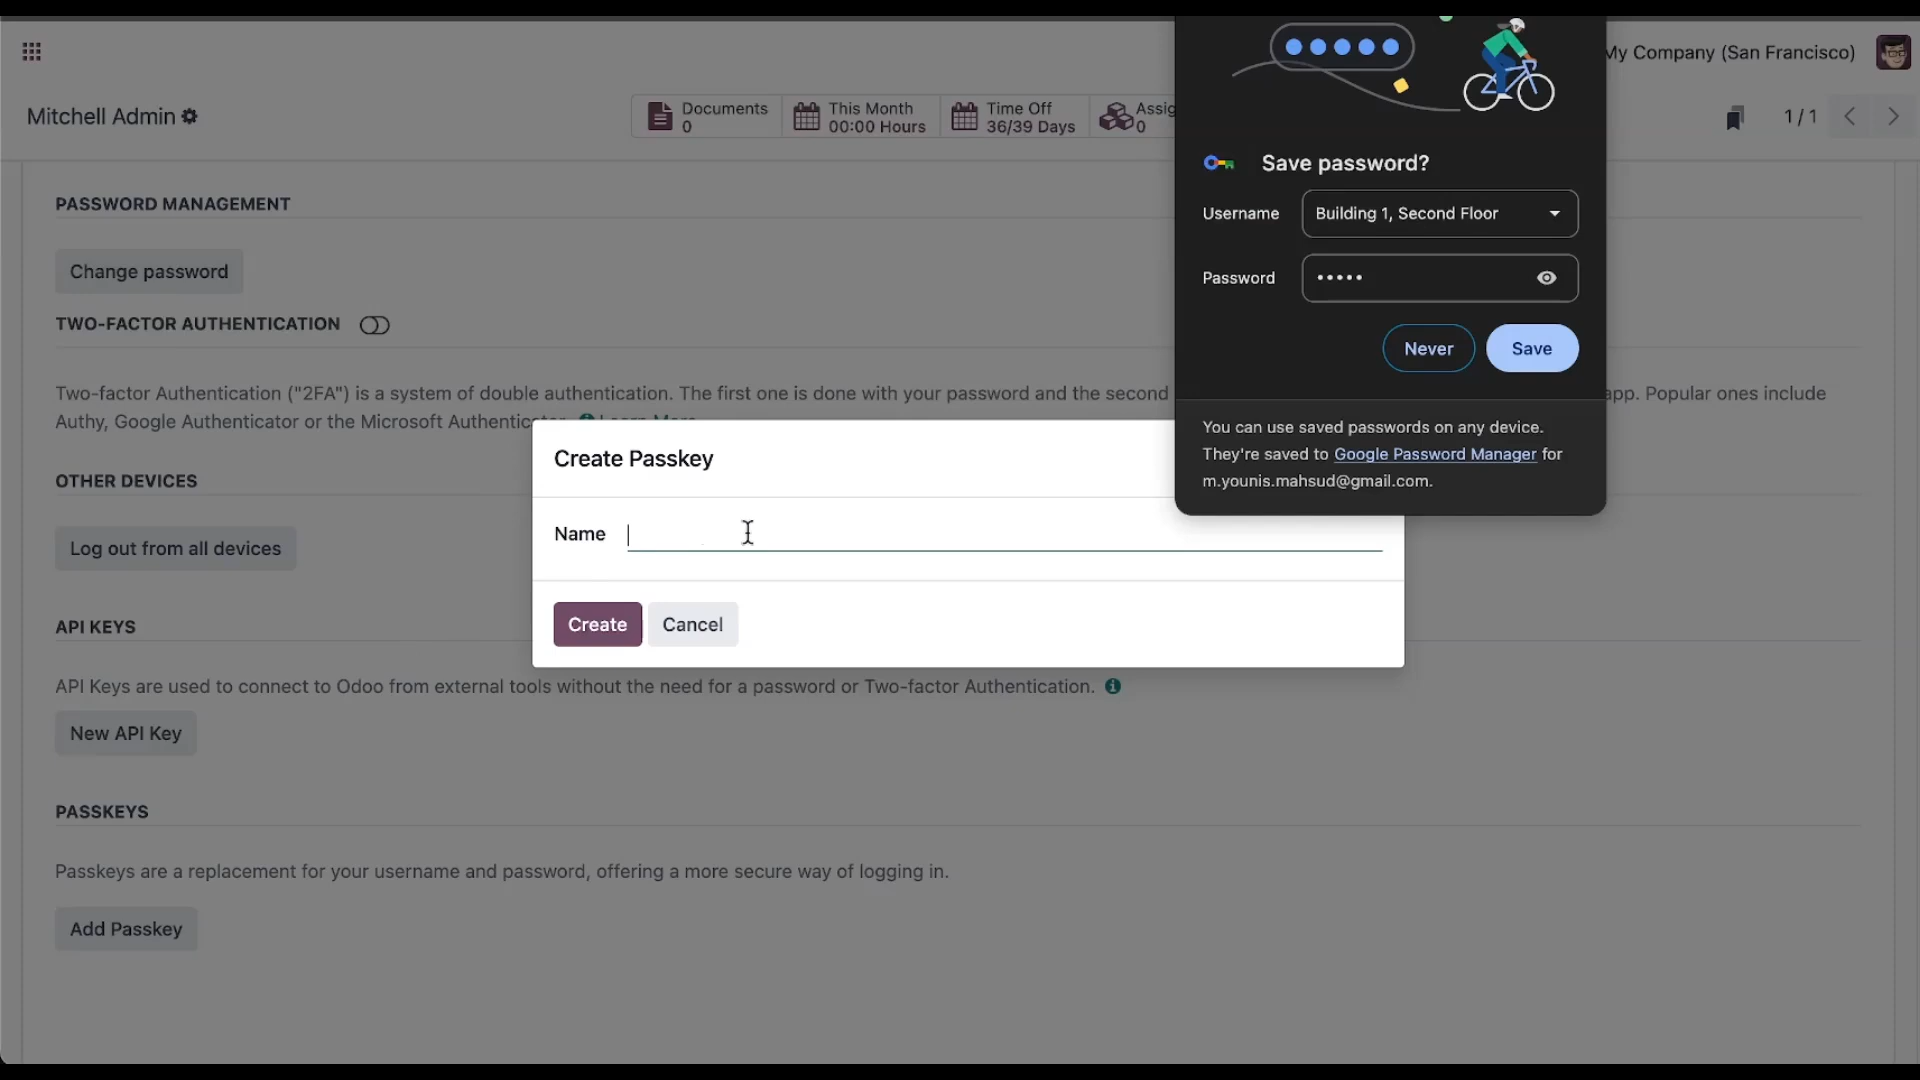 My Company (San Francisco)
Mitchell Admin
Documents
0
This Month
00:00 Hours
Time Off
36/39 Days
Assig
0
1 / 1
Save password?
Username
Building 1, Second Floor
Password
•••••
Never
Save
You can use saved passwords on any device.
They're saved to Google Password Manager for
m.younis.mahsud@gmail.com.
PASSWORD MANAGEMENT
Change password
TWO-FACTOR AUTHENTICATION
Two-factor Authentication ("2FA") is a system of double authentication. The first one is done with your password and the second app. Popular ones include
Authy, Google Authenticator or the Microsoft Authentic Learn More
OTHER DEVICES
Log out from all devices
Create Passkey
Name
Create
Cancel
API KEYS
API Keys are used to connect to Odoo from external tools without the need for a password or Two-factor Authentication.
New API Key
PASSKEYS
Passkeys are a replacement for your username and password, offering a more secure way of logging in.
Add Passkey